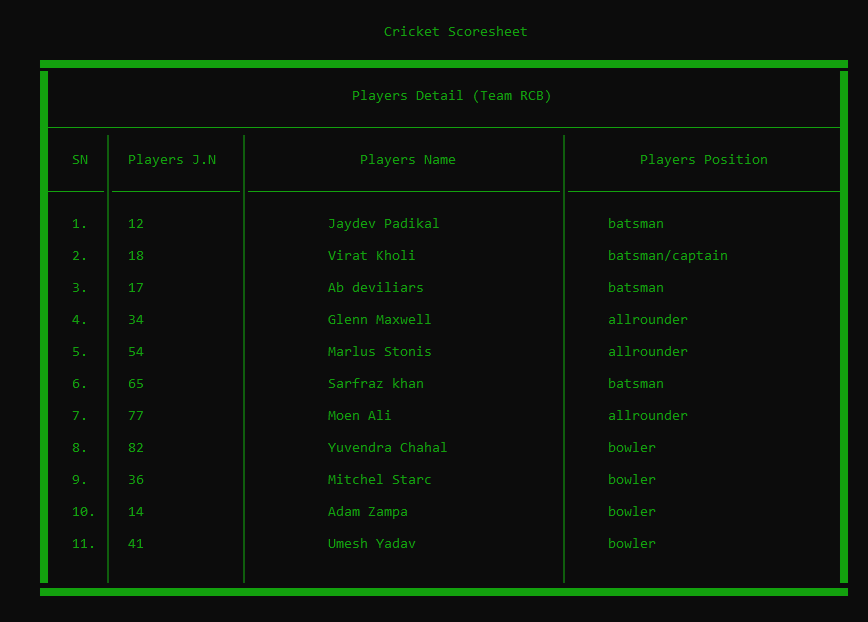 Cricket Scoresheet
Players Detail (Team RCB)
SN Players J.N Players Name Players Position
1. 12 Jaydev Padikal batsman
2. 18 Virat Kholi batsman/captain
3. 17 Ab deviliars batsman
4. 34 Glenn Maxwell allrounder
5. 54 Marlus Stonis allrounder
6. 65 Sarfraz khan batsman
7. 77 Moen Ali allrounder
8. 82 Yuvendra Chahal bowler
9. 36 Mitchel Starc bowler
10. 14 Adam Zampa bowler
11. 41 Umesh Yadav bowler